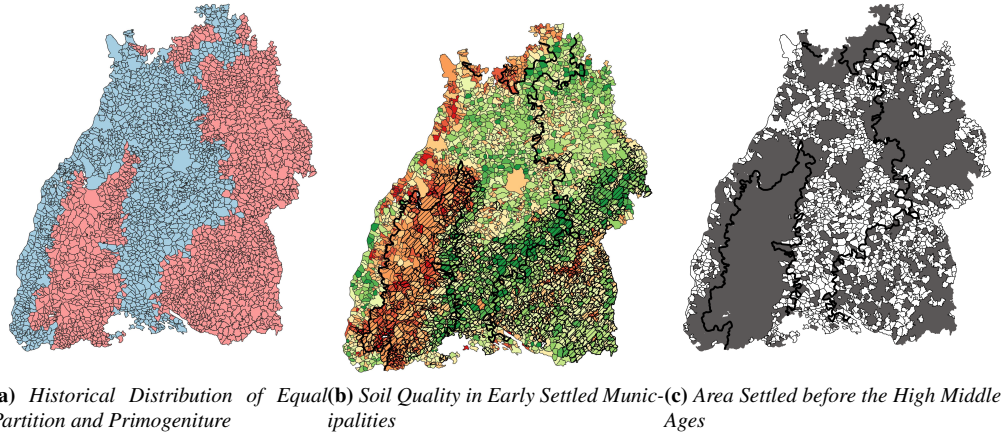 a) Historical Distribution of Equal
Partition and Primogeniture
(b) Soil Quality in Early Settled Munic-
ipalities
(c) Area Settled before the High Middle
Ages